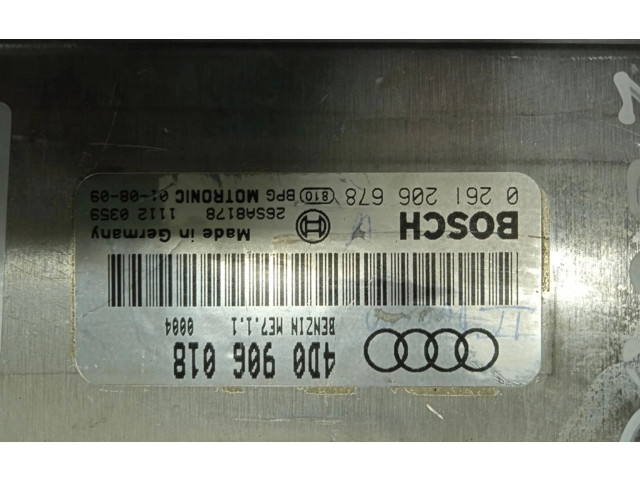 4D0 906 018
BENZIN ME7.1.1
0004
BOSCH
Made in Germany
26SA8178 1112 0359
0 261 206 678 810 BPG MOTRONIC 01-08-09